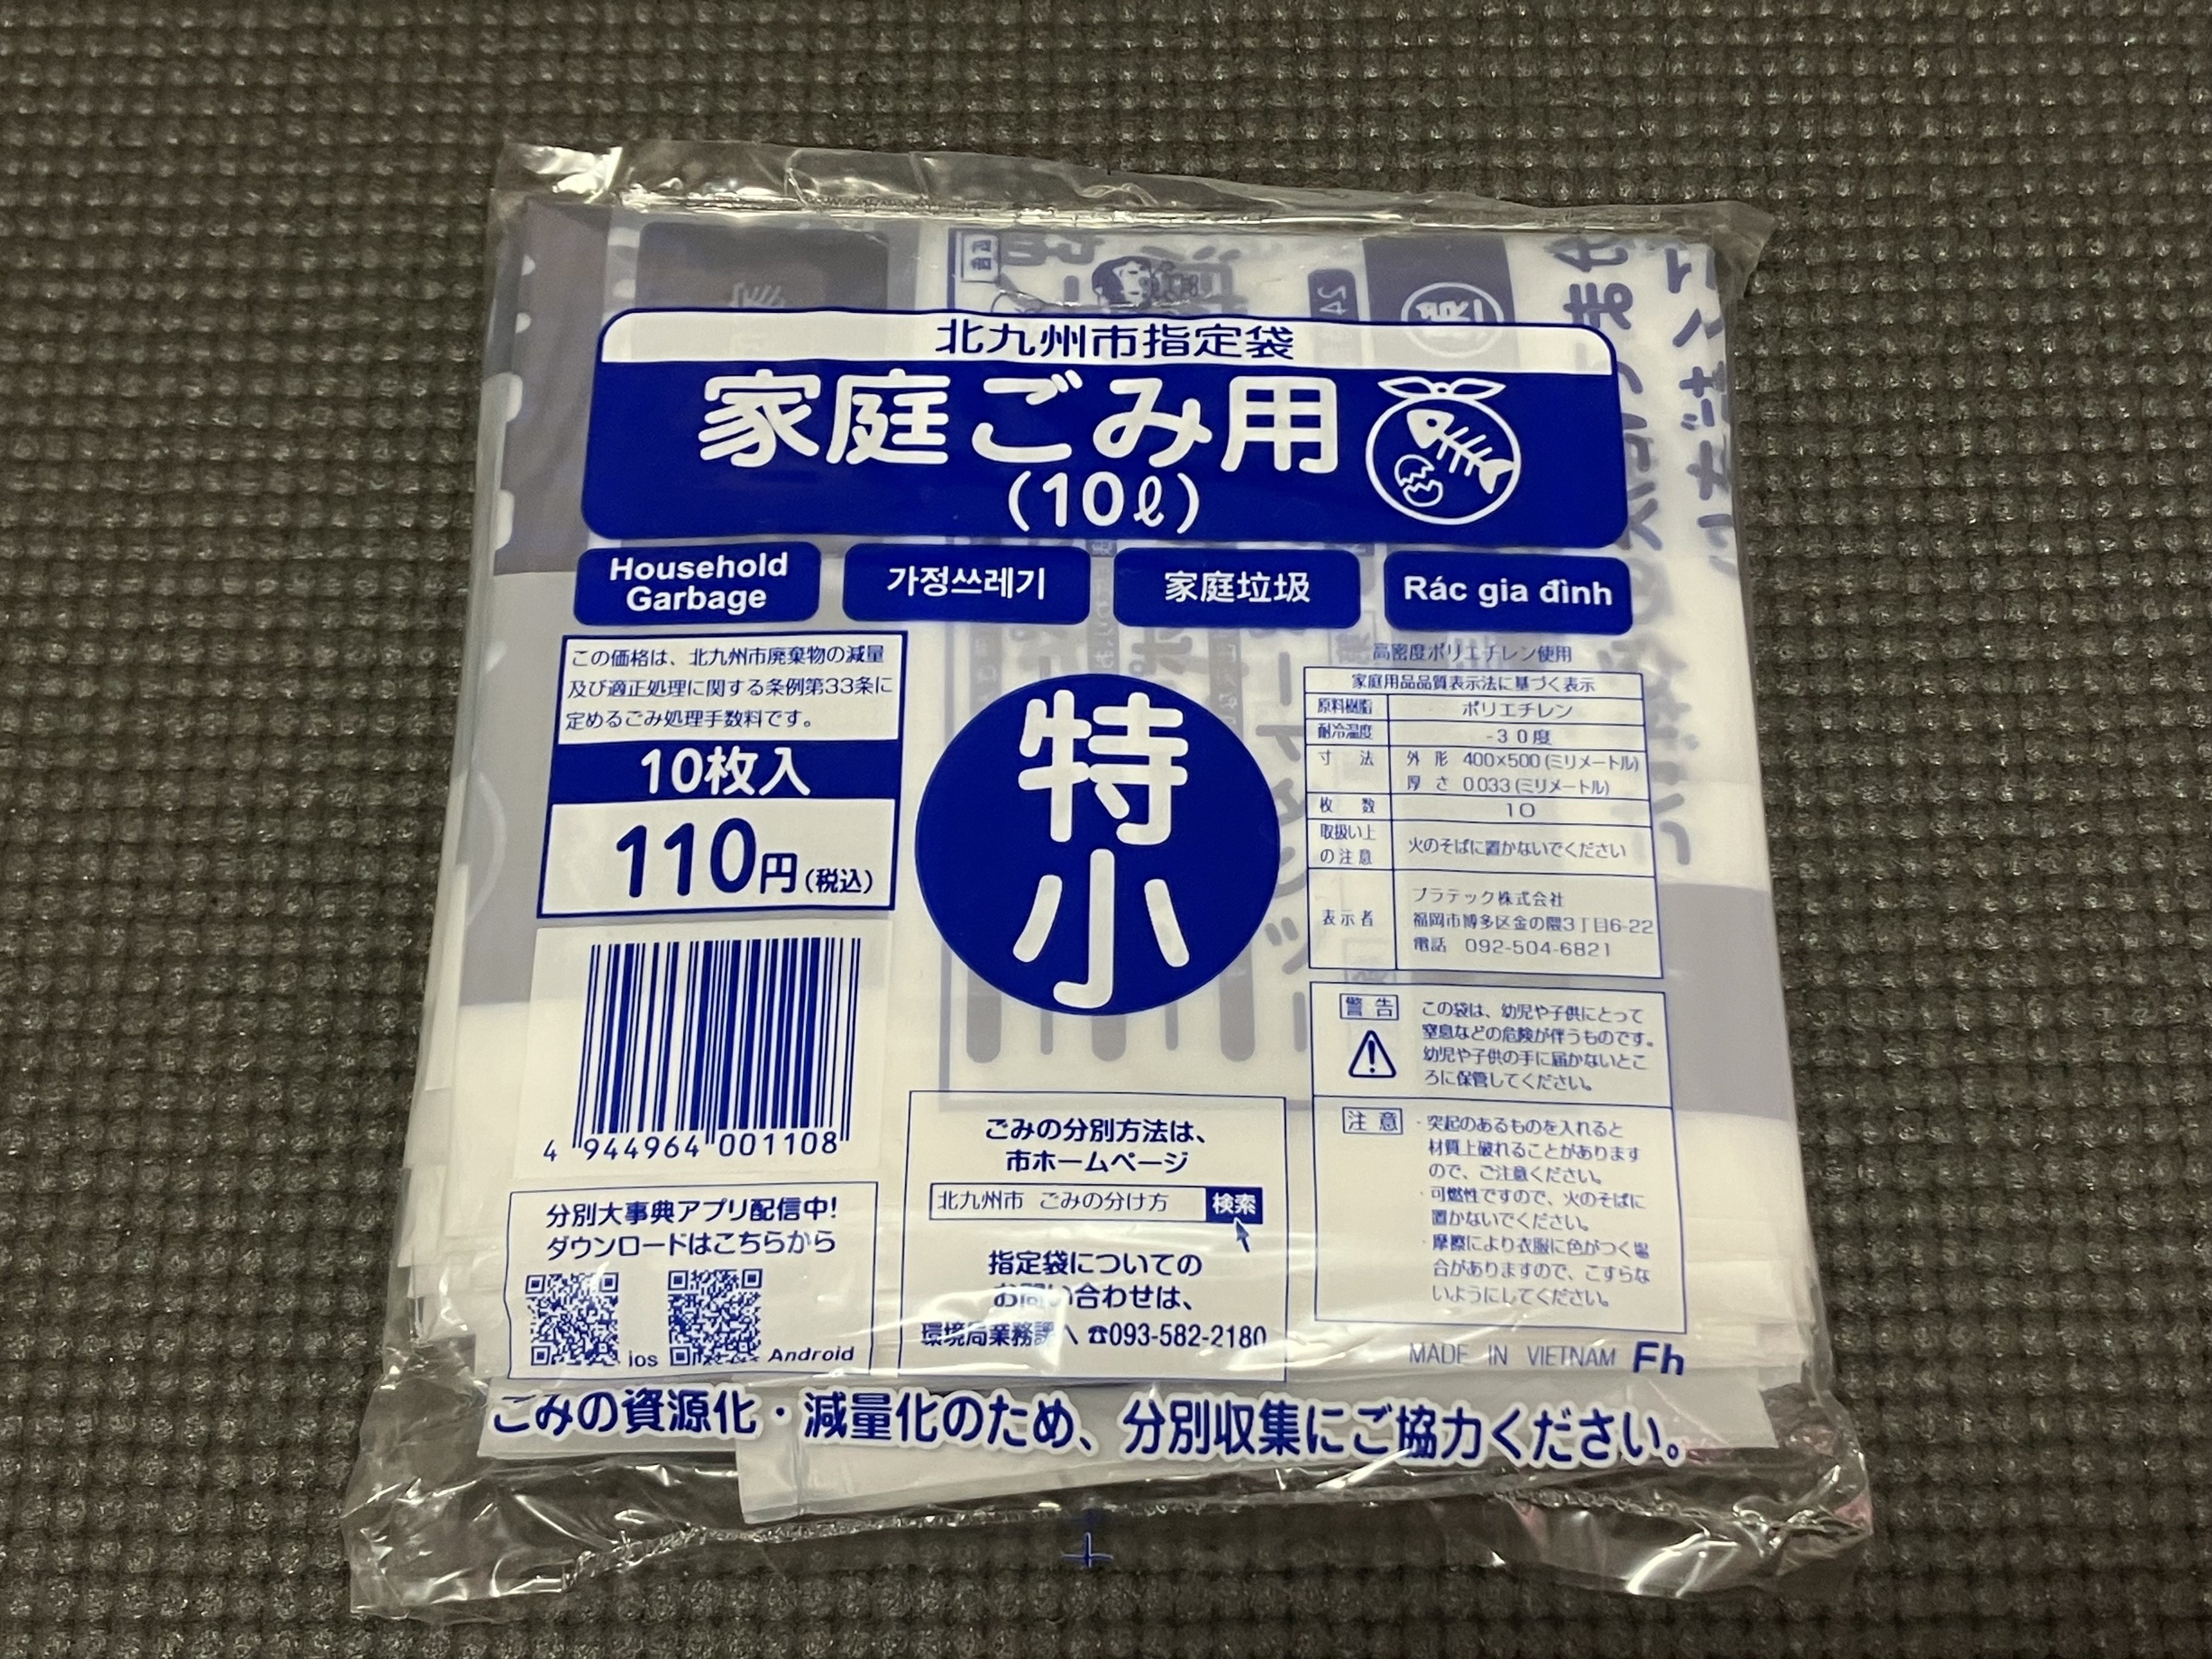 北九州市指定袋
家庭ごみ用
(10ℓ)
Household
Garbage
가정쓰레기
家庭垃圾
Rác gia đình
この価格は、北九州市廃棄物の減量
及び適正処理に関する条例第33条に
定めるごみ処理手数料です。
10枚入
110円(税込)
4 944964 001108
分別大事典アプリ配信中!
ダウンロードはこちらから
ios
Android
特小
ごみの分別方法は、
市ホームページ
北九州市 ごみの分け方 検索
指定袋についての
お問い合わせは、
環境局業務課へ ☎093-582-2180
高密度ポリエチレン使用
家庭用品品質表示法に基づく表示
原料樹脂 ポリエチレン
耐冷温度 -30度
寸法 外形 400×500(ミリメートル)
厚さ 0.033(ミリメートル)
枚数 10
取扱い上
の注意 火のそばに置かないでください
表示者 プラテック株式会社
福岡市博多区金の隈3丁目6-22
電話 092-504-6821
警告 この袋は、幼児や子供にとって
窒息などの危険が伴うものです。
幼児や子供の手に届かないとこ
ろに保管してください。
注意 ・突起のあるものを入れると
材質上破れることがあります
ので、ご注意ください。
・可燃性ですので、火のそばに
置かないでください。
・摩擦により衣服に色がつく場
合がありますので、こすらな
いようにしてください。
MADE IN VIETNAM Fh
ごみの資源化・減量化のため、分別収集にご協力ください。